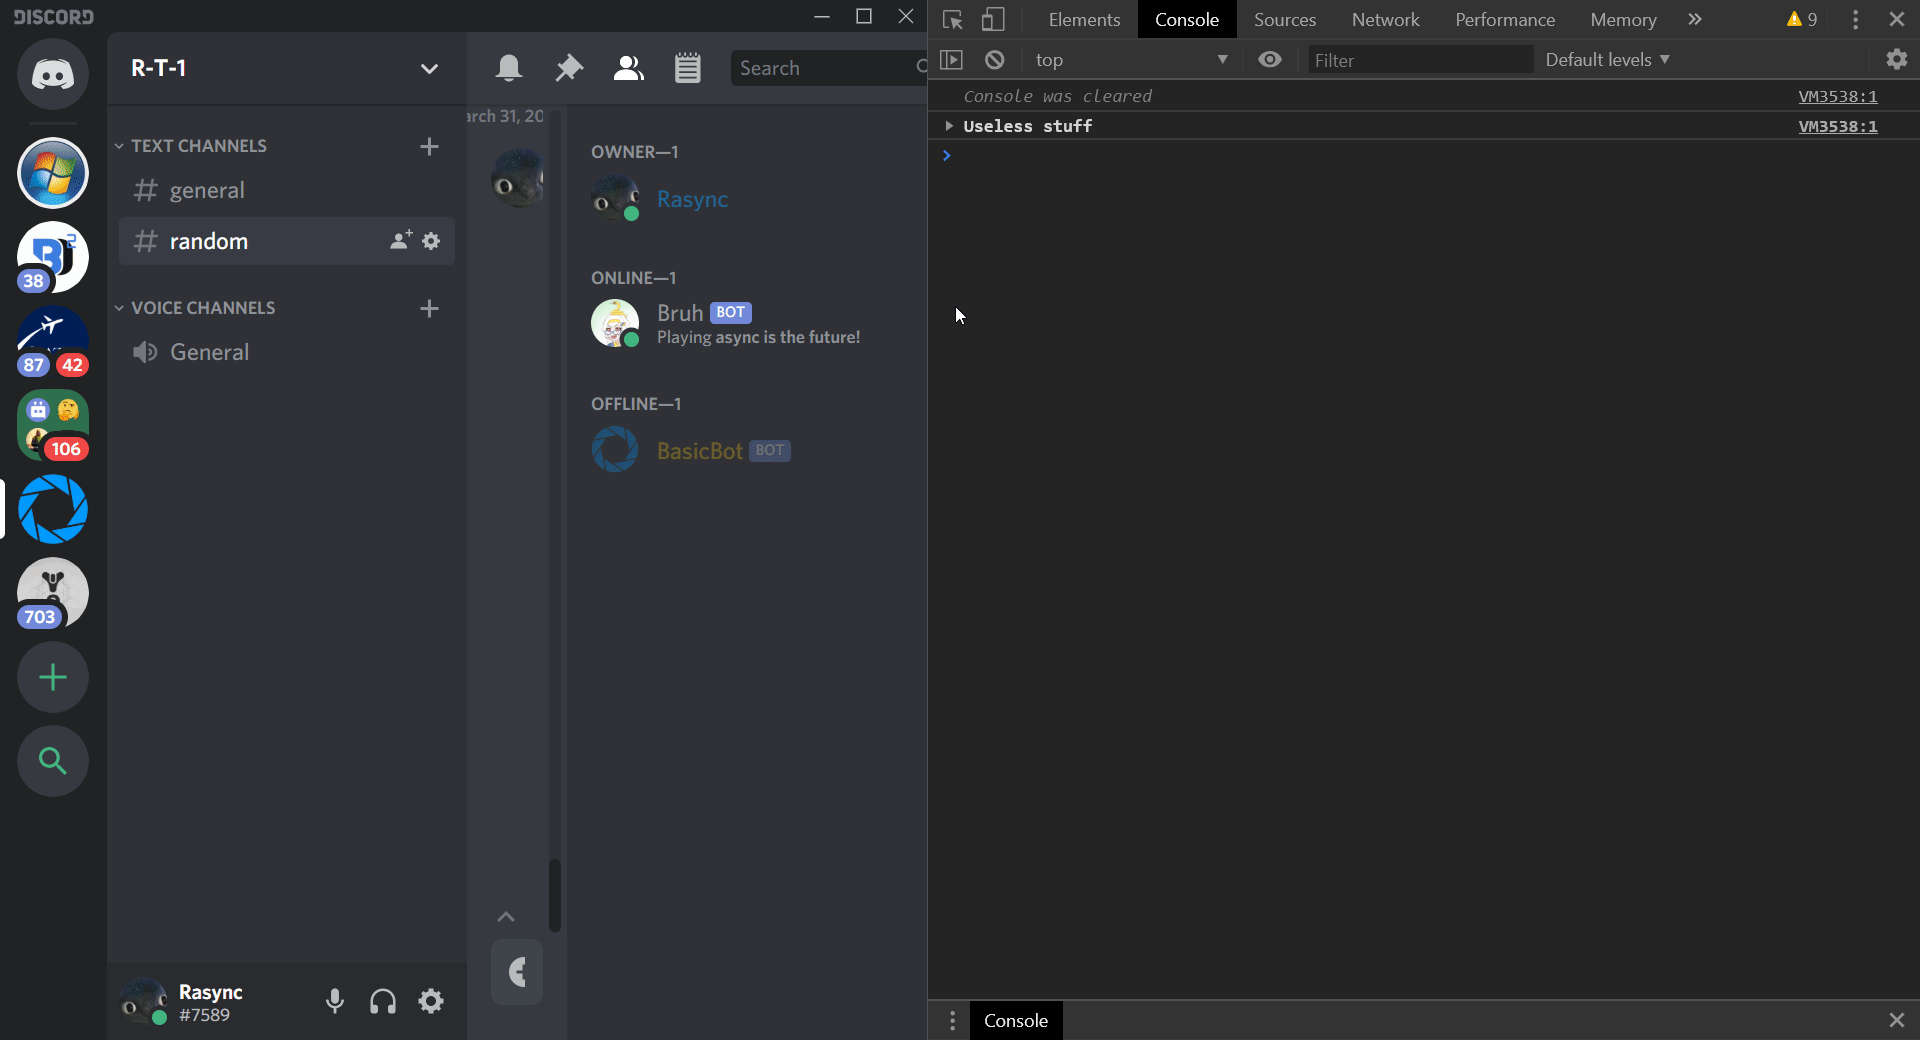 DISCORD
R-T-1
TEXT CHANNELS
general
random
VOICE CHANNELS
General
38
87
42
106
703
Rasync
#7589
Search
arch 31, 20
OWNER—1
Rasync
ONLINE—1
Bruh BOT
Playing async is the future!
OFFLINE—1
BasicBot BOT
Elements Console Sources Network Performance Memory 9
top Filter Default levels
Console was cleared VM3538:1
Useless stuff VM3538:1
Console